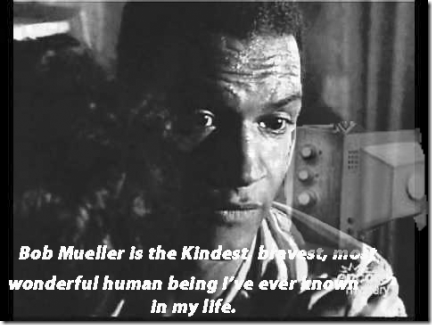 Bob Mueller is the Kindest, bravest, most
wonderful human being I've ever known
in my life.